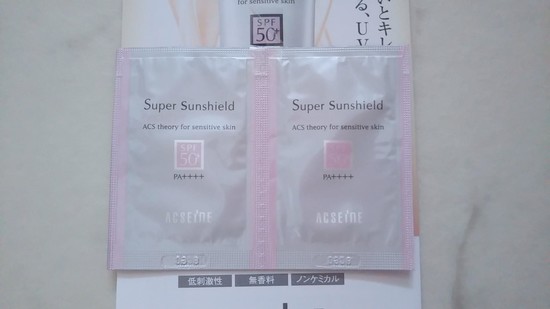 for sensitive skin
SPF
50+
いとキレ
る、UV
Super Sunshield
ACS theory for sensitive skin
SPF
50+
PA++++
ACSEINE
Super Sunshield
ACS theory for sensitive skin
PA++++
ACSEINE
低刺激性
無香料
ノンケミカル